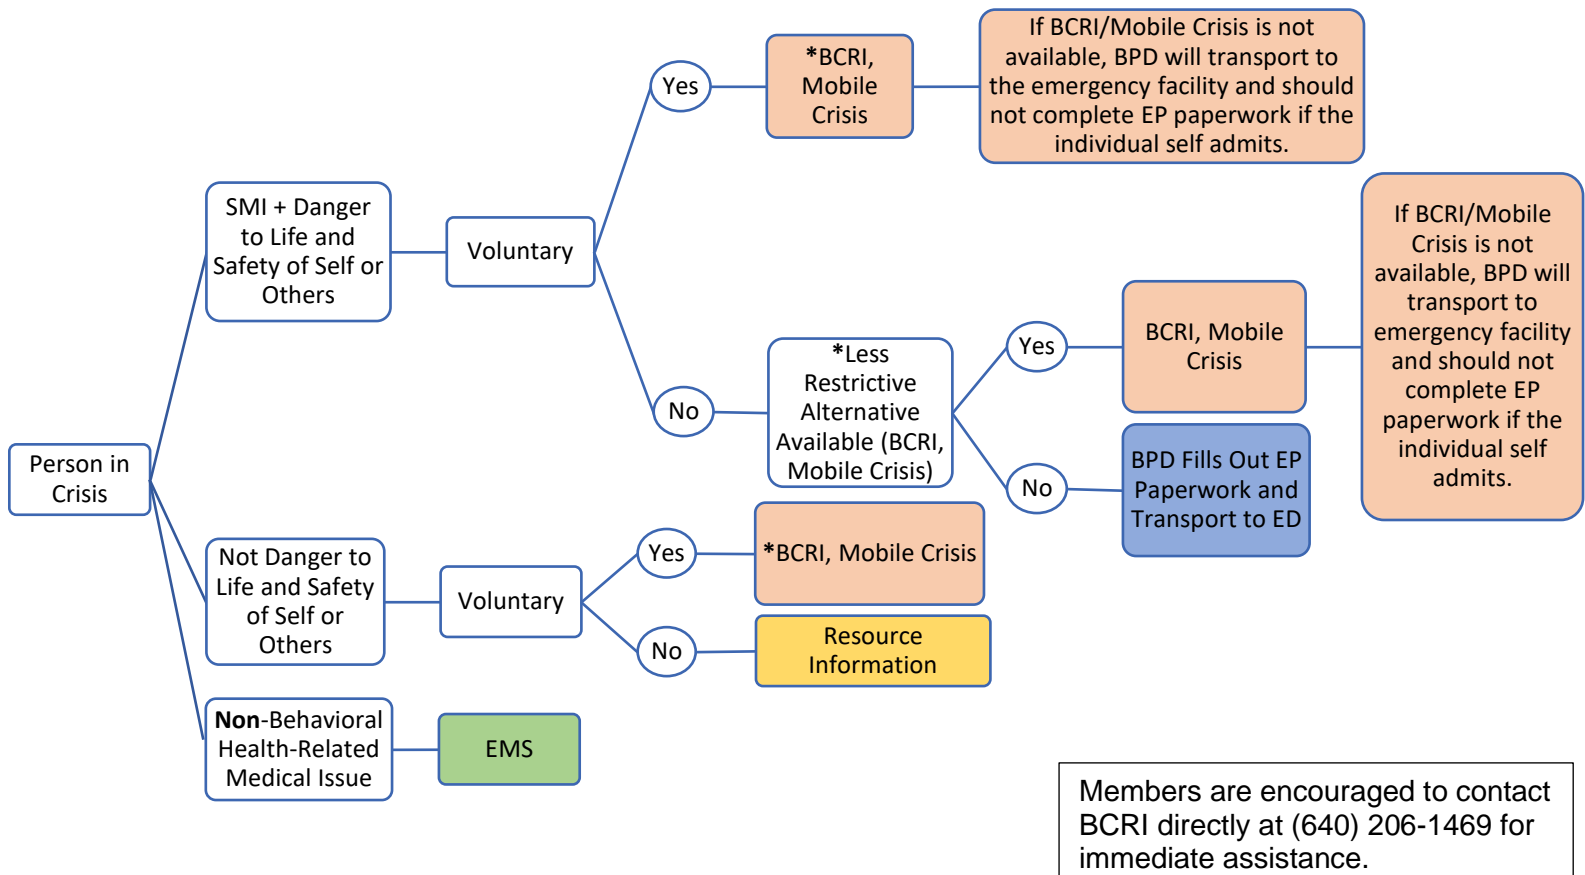 Person in
Crisis
SMI + Danger
to Life and
Safety of Self or
Others
Voluntary
Yes
*BCRI,
Mobile
Crisis
If BCRI/Mobile Crisis is not
available, BPD will transport to
the emergency facility and should
not complete EP paperwork if the
individual self admits.
No
*Less
Restrictive
Alternative
Available (BCRI,
Mobile Crisis)
Yes
BCRI, Mobile
Crisis
If BCRI/Mobile
Crisis is not
available, BPD will
transport to
emergency facility
and should not
complete EP
paperwork if the
individual self
admits.
No
BPD Fills Out EP
Paperwork and
Transport to ED
Not Danger to
Life and Safety
of Self or
Others
Voluntary
Yes
*BCRI, Mobile Crisis
No
Resource
Information
Non-Behavioral
Health-Related
Medical Issue
EMS
Members are encouraged to contact
BCRI directly at (640) 206-1469 for
immediate assistance.